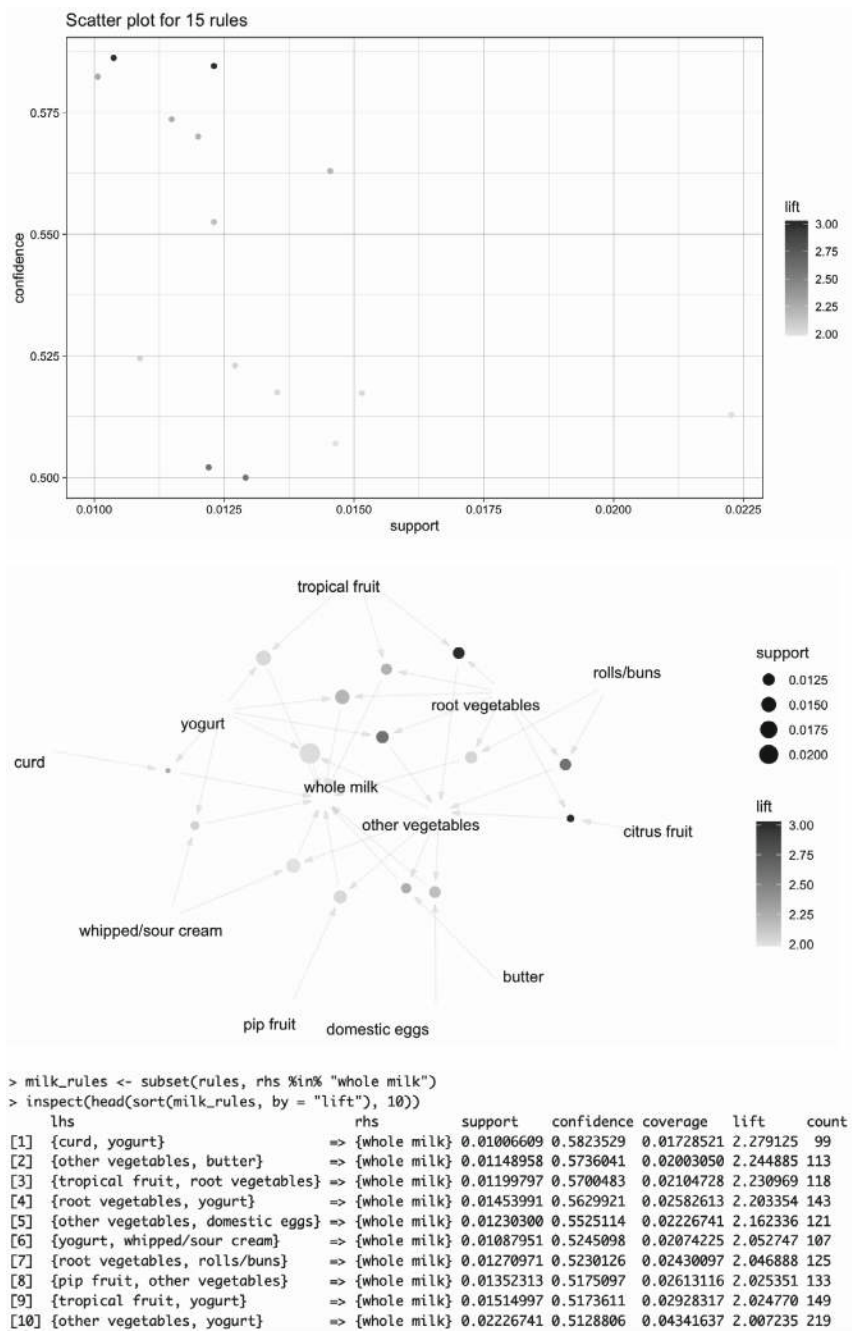 Scatter plot for 15 rules
0.575
0.550
0.525
0.500
confidence
0.0100 0.0125 0.0150 0.0175 0.0200 0.0225
support
lift
3.00
2.75
2.50
2.25
2.00
tropical fruit
rolls/buns
root vegetables
yogurt
curd
whole milk
other vegetables
citrus fruit
whipped/sour cream
butter
pip fruit
domestic eggs
support
0.0125
0.0150
0.0175
0.0200
lift
3.00
2.75
2.50
2.25
2.00
> milk_rules <- subset(rules, rhs %in% "whole milk")
> inspect(head(sort(milk_rules, by = "lift"), 10))
lhs rhs support confidence coverage lift count
[1] {curd, yogurt} => {whole milk} 0.01006609 0.5823529 0.01728521 2.279125 99
[2] {other vegetables, butter} => {whole milk} 0.01148958 0.5736041 0.02003050 2.244885 113
[3] {tropical fruit, root vegetables} => {whole milk} 0.01199797 0.5700483 0.02104728 2.230969 118
[4] {root vegetables, yogurt} => {whole milk} 0.01453991 0.5629921 0.02582613 2.203354 143
[5] {other vegetables, domestic eggs} => {whole milk} 0.01230300 0.5525114 0.02226741 2.162336 121
[6] {yogurt, whipped/sour cream} => {whole milk} 0.01087951 0.5245098 0.02074225 2.052747 107
[7] {root vegetables, rolls/buns} => {whole milk} 0.01270971 0.5230126 0.02430097 2.046888 125
[8] {pip fruit, other vegetables} => {whole milk} 0.01352313 0.5175097 0.02613116 2.025351 133
[9] {tropical fruit, yogurt} => {whole milk} 0.01514997 0.5173611 0.02928317 2.024770 149
[10] {other vegetables, yogurt} => {whole milk} 0.02226741 0.5128806 0.04341637 2.007235 219